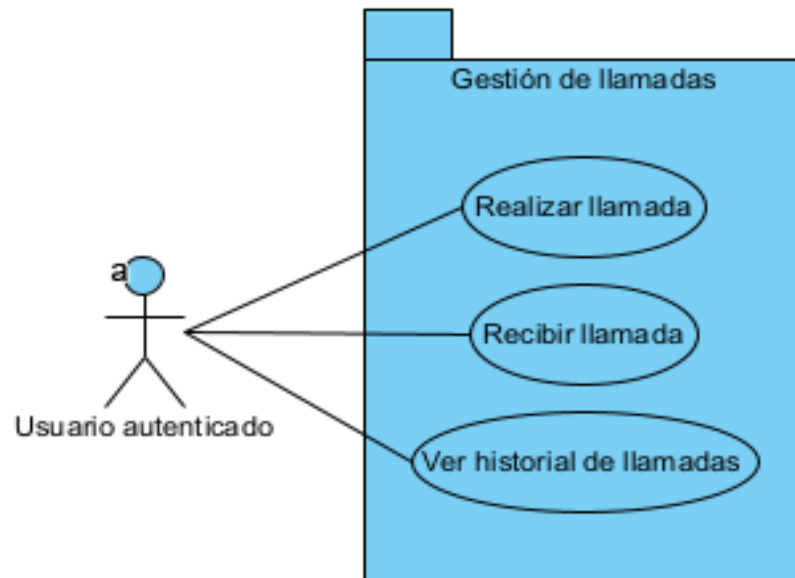 Gestión de llamadas
Realizar llamada
a
Recibir llamada
Usuario autenticado
Ver historial de llamadas